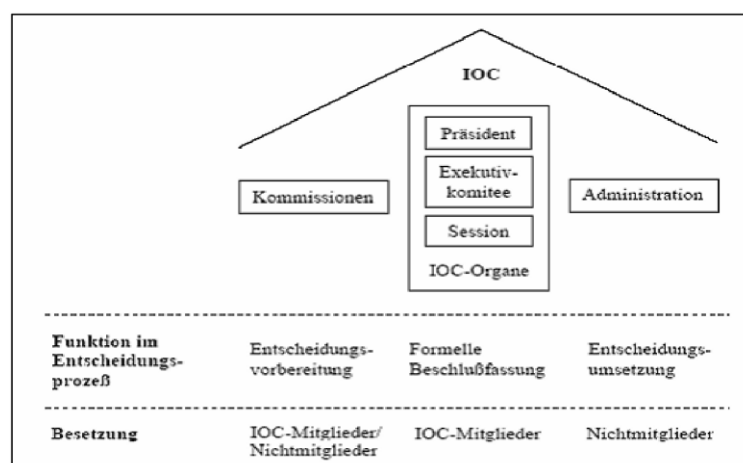 IOC
Präsident
Exekutiv-
komitee
Session
IOC-Organe
Kommissionen
Administration
Funktion im
Entscheidungs-
prozeß
Entscheidungs-
vorbereitung
Formelle
Beschlußfassung
Entscheidungs-
umsetzung
Besetzung
IOC-Mitglieder/
Nichtmitglieder
IOC-Mitglieder
Nichtmitglieder